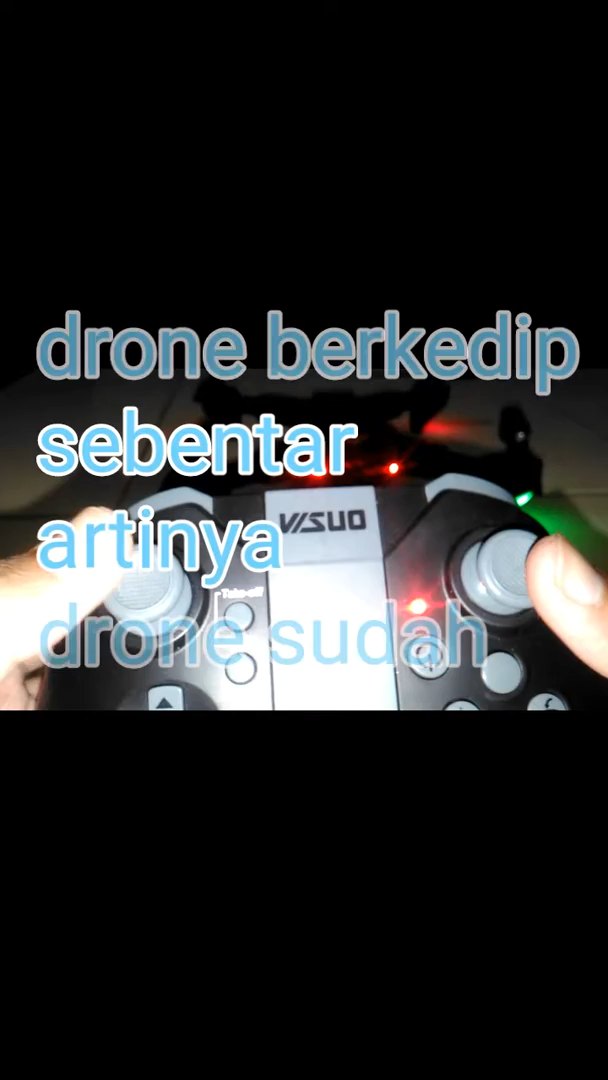 drone berkedip
sebentar
artinya
drone sudah
VISUO
Take-off